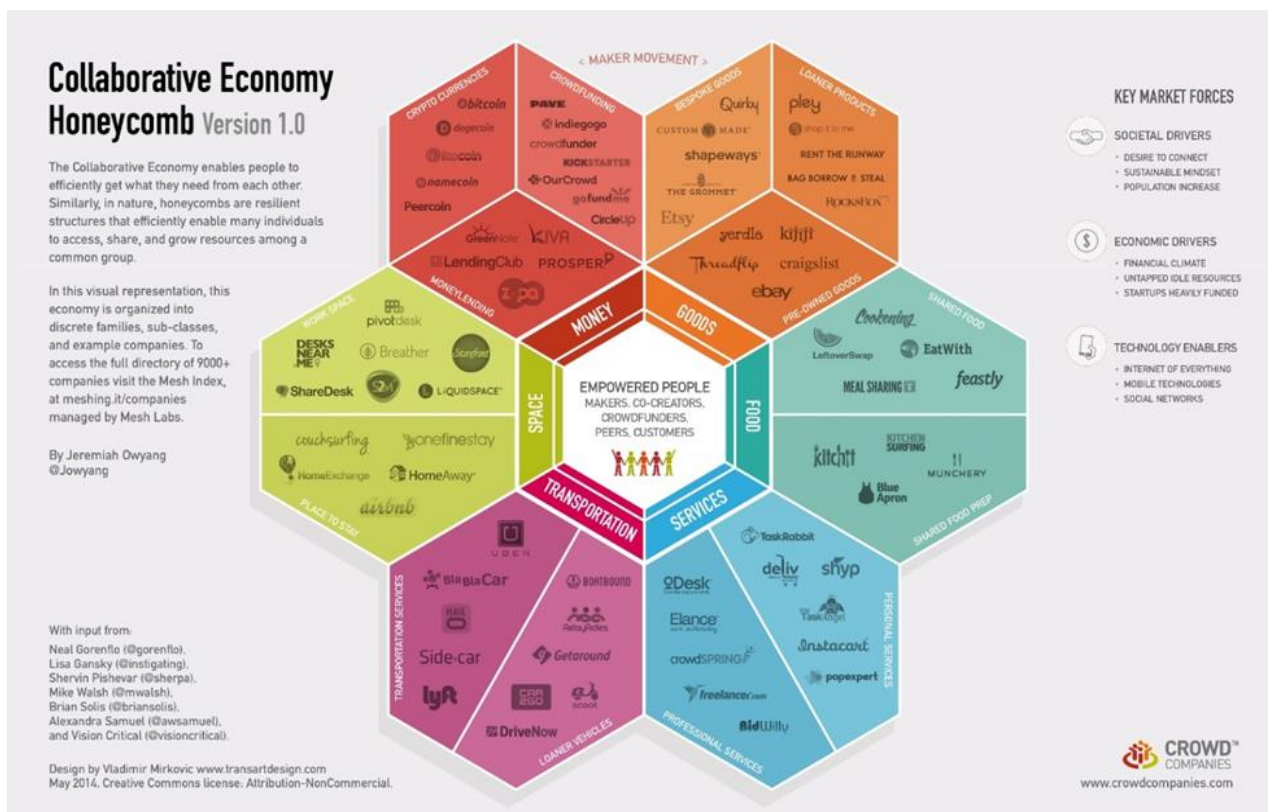 Collaborative Economy
Honeycomb Version 1.0
The Collaborative Economy enables people to
efficiently get what they need from each other.
Similarly, in nature, honeycombs are resilient
structures that efficiently enable many individuals
to access, share, and grow resources among a
common group.
In this visual representation, this
economy is organized into
discrete families, sub-classes,
and example companies. To
access the full directory of 9000+
companies visit the Mesh Index,
at meshing.it/companies
managed by Mesh Labs.
By Jeremiah Owyang
@Jowyang
With input from:
Neal Gorenflo (@gorenflo),
Lisa Gansky (@instigating),
Shervin Pishevar (@sherpa),
Mike Walsh (@mwalsh),
Brian Solis (@briansolis),
Alexandra Samuel (@awsamuel),
and Vision Critical (@visioncritical).
Design by Vladimir Mirkovic www.transartdesign.com
May 2014. Creative Commons license: Attribution-NonCommercial.
< MAKER MOVEMENT >
CRYPTO CURRENCIES
bitcoin
dogecoin
litecoin
namecoin
Peercoin
CROWDFUNDING
PAVE
indiegogo
crowdfunder
KICKSTARTER
OurCrowd
gofundme
CircleUp
MONEYLENDING
GreenNote
KIVA
LendingClub
PROSPER
zopa
MONEY
BESPOKE GOODS
Quirky
CUSTOM MADE
shapeways
THE GROMMET
Etsy
LOANER PRODUCTS
pley
shop it to me
RENT THE RUNWAY
BAG BORROW OR STEAL
ROCKSBOX
PRE-OWNED GOODS
yerdle
kijiji
Threadflip
craigslist
ebay
GOODS
WORK SPACE
pivotdesk
DESKS
NEAR
.ME
Breather
Storefront
ShareDesk
LIQUIDSPACE
PLACE TO STAY
couchsurfing
onefinestay
HomeExchange
HomeAway
airbnb
SPACE
EMPOWERED PEOPLE
MAKERS, CO-CREATORS,
CROWDFUNDERS,
PEERS, CUSTOMERS
SHARED FOOD
Cookening
LeftoverSwap
EatWith
MEAL SHARING
feastly
SHARED FOOD PREP
kitchit
KITCHEN
SURFING
MUNCHERY
Blue
Apron
FOOD
TRANSPORTATION
TRANSPORTATION SERVICES
UBER
BlaBlaCar
HAILO
Side-car
lyft
LOANER VEHICLES
BOATBOUND
RelayRides
Getaround
CAR
2GO
scoot
DriveNow
SERVICES
PROFESSIONAL SERVICES
oDesk
Elance
crowdSPRING
freelancer.com
BidWilly
PERSONAL SERVICES
TaskRabbit
deliv
shyp
TaskAngel
Instacart
popexpert
KEY MARKET FORCES
SOCIETAL DRIVERS
· DESIRE TO CONNECT
· SUSTAINABLE MINDSET
· POPULATION INCREASE
ECONOMIC DRIVERS
· FINANCIAL CLIMATE
· UNTAPPED IDLE RESOURCES
· STARTUPS HEAVILY FUNDED
TECHNOLOGY ENABLERS
· INTERNET OF EVERYTHING
· MOBILE TECHNOLOGIES
· SOCIAL NETWORKS
CROWD™
COMPANIES
www.crowdcompanies.com